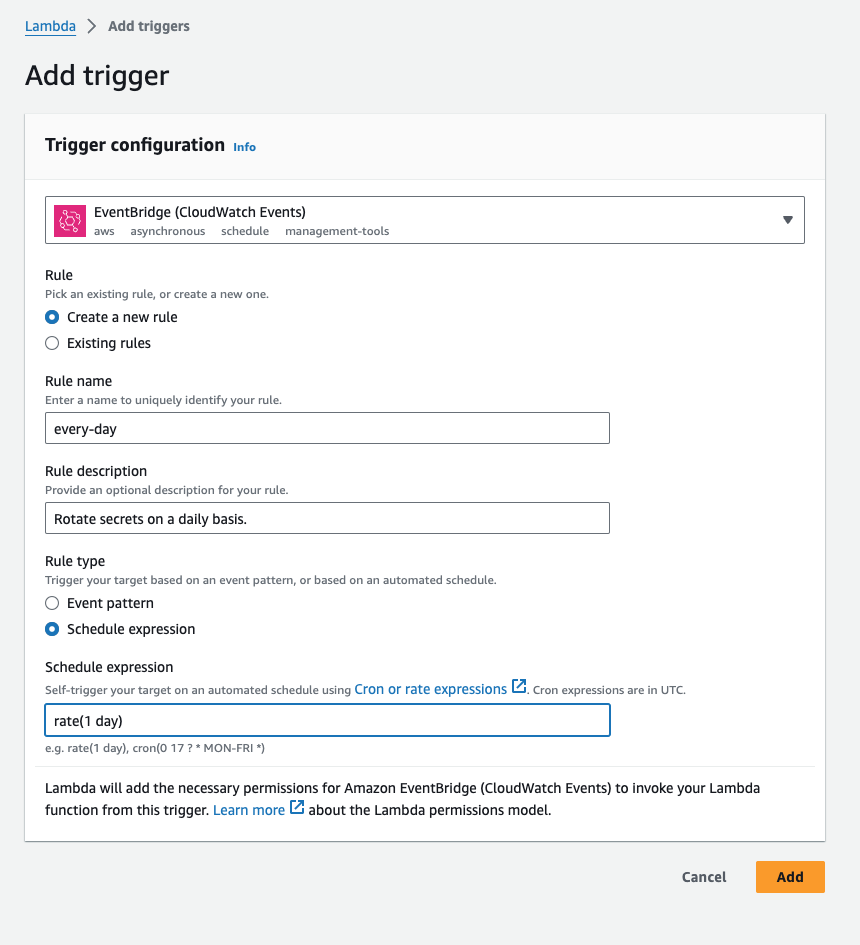 Lambda > Add triggers
Add trigger
Trigger configuration Info
EventBridge (CloudWatch Events)
aws asynchronous schedule management-tools
Rule
Pick an existing rule, or create a new one.
Create a new rule
Existing rules
Rule name
Enter a name to uniquely identify your rule.
every-day
Rule description
Provide an optional description for your rule.
Rotate secrets on a daily basis.
Rule type
Trigger your target based on an event pattern, or based on an automated schedule.
Event pattern
Schedule expression
Schedule expression
Self-trigger your target on an automated schedule using Cron or rate expressions. Cron expressions are in UTC.
rate(1 day)
e.g. rate(1 day), cron(0 17 ? * MON-FRI *)
Lambda will add the necessary permissions for Amazon EventBridge (CloudWatch Events) to invoke your Lambda
function from this trigger. Learn more about the Lambda permissions model.
Cancel Add